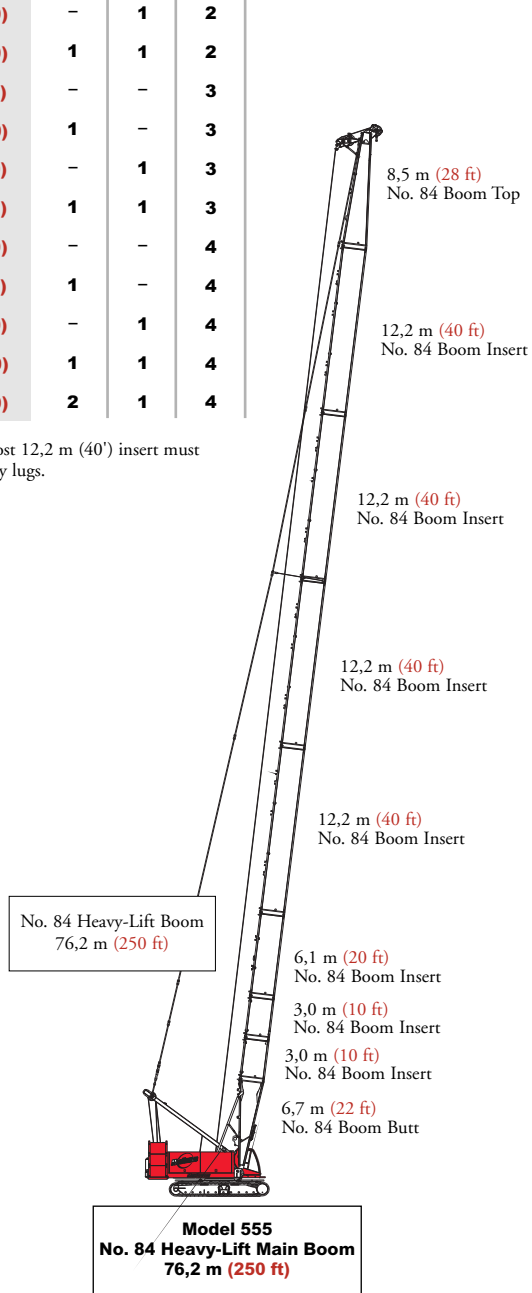 ) – 1 2
) 1 1 2
) – – 3
) 1 – 3
) – 1 3
) 1 1 3
) – – 4
) 1 – 4
) – 1 4
) 1 1 4
) 2 1 4
ost 12,2 m (40') insert must
y lugs.
8,5 m (28 ft)
No. 84 Boom Top
12,2 m (40 ft)
No. 84 Boom Insert
12,2 m (40 ft)
No. 84 Boom Insert
12,2 m (40 ft)
No. 84 Boom Insert
12,2 m (40 ft)
No. 84 Boom Insert
No. 84 Heavy-Lift Boom
76,2 m (250 ft)
6,1 m (20 ft)
No. 84 Boom Insert
3,0 m (10 ft)
No. 84 Boom Insert
3,0 m (10 ft)
No. 84 Boom Insert
6,7 m (22 ft)
No. 84 Boom Butt
Model 555
No. 84 Heavy-Lift Main Boom
76,2 m (250 ft)